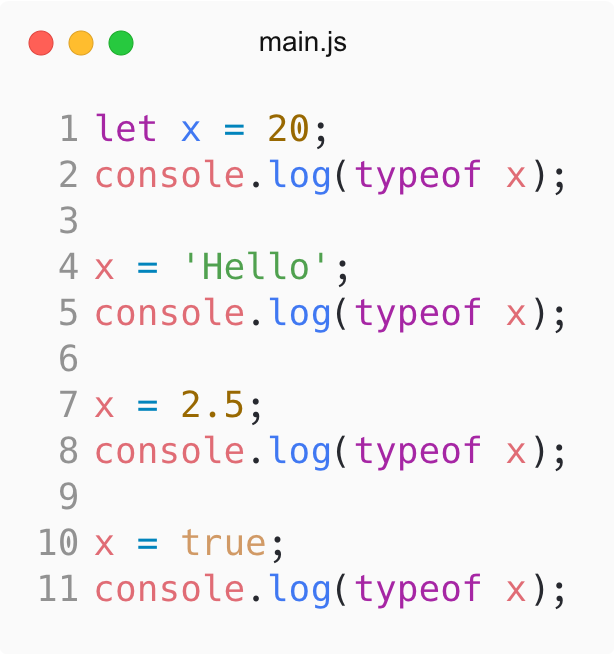 main.js
1 let x = 20;
2 console.log(typeof x);
3
4 x = 'Hello';
5 console.log(typeof x);
6
7 x = 2.5;
8 console.log(typeof x);
9
10 x = true;
11 console.log(typeof x);